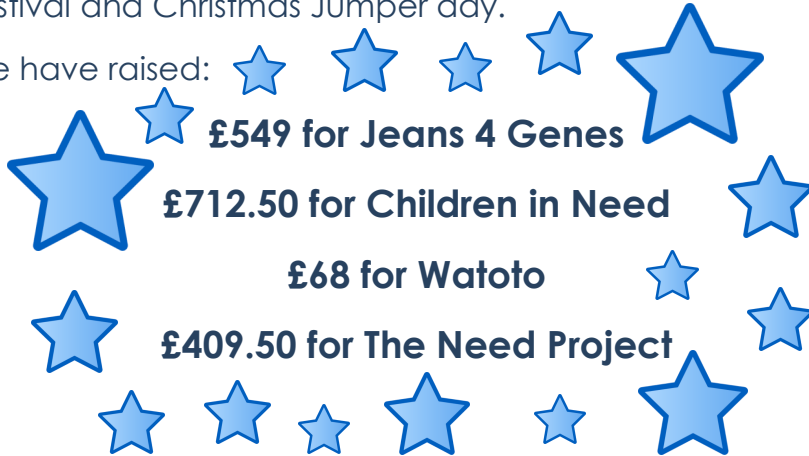 stival and Christmas Jumper day.
e have raised:
£549 for Jeans 4 Genes
£712.50 for Children in Need
£68 for Watoto
£409.50 for The Need Project